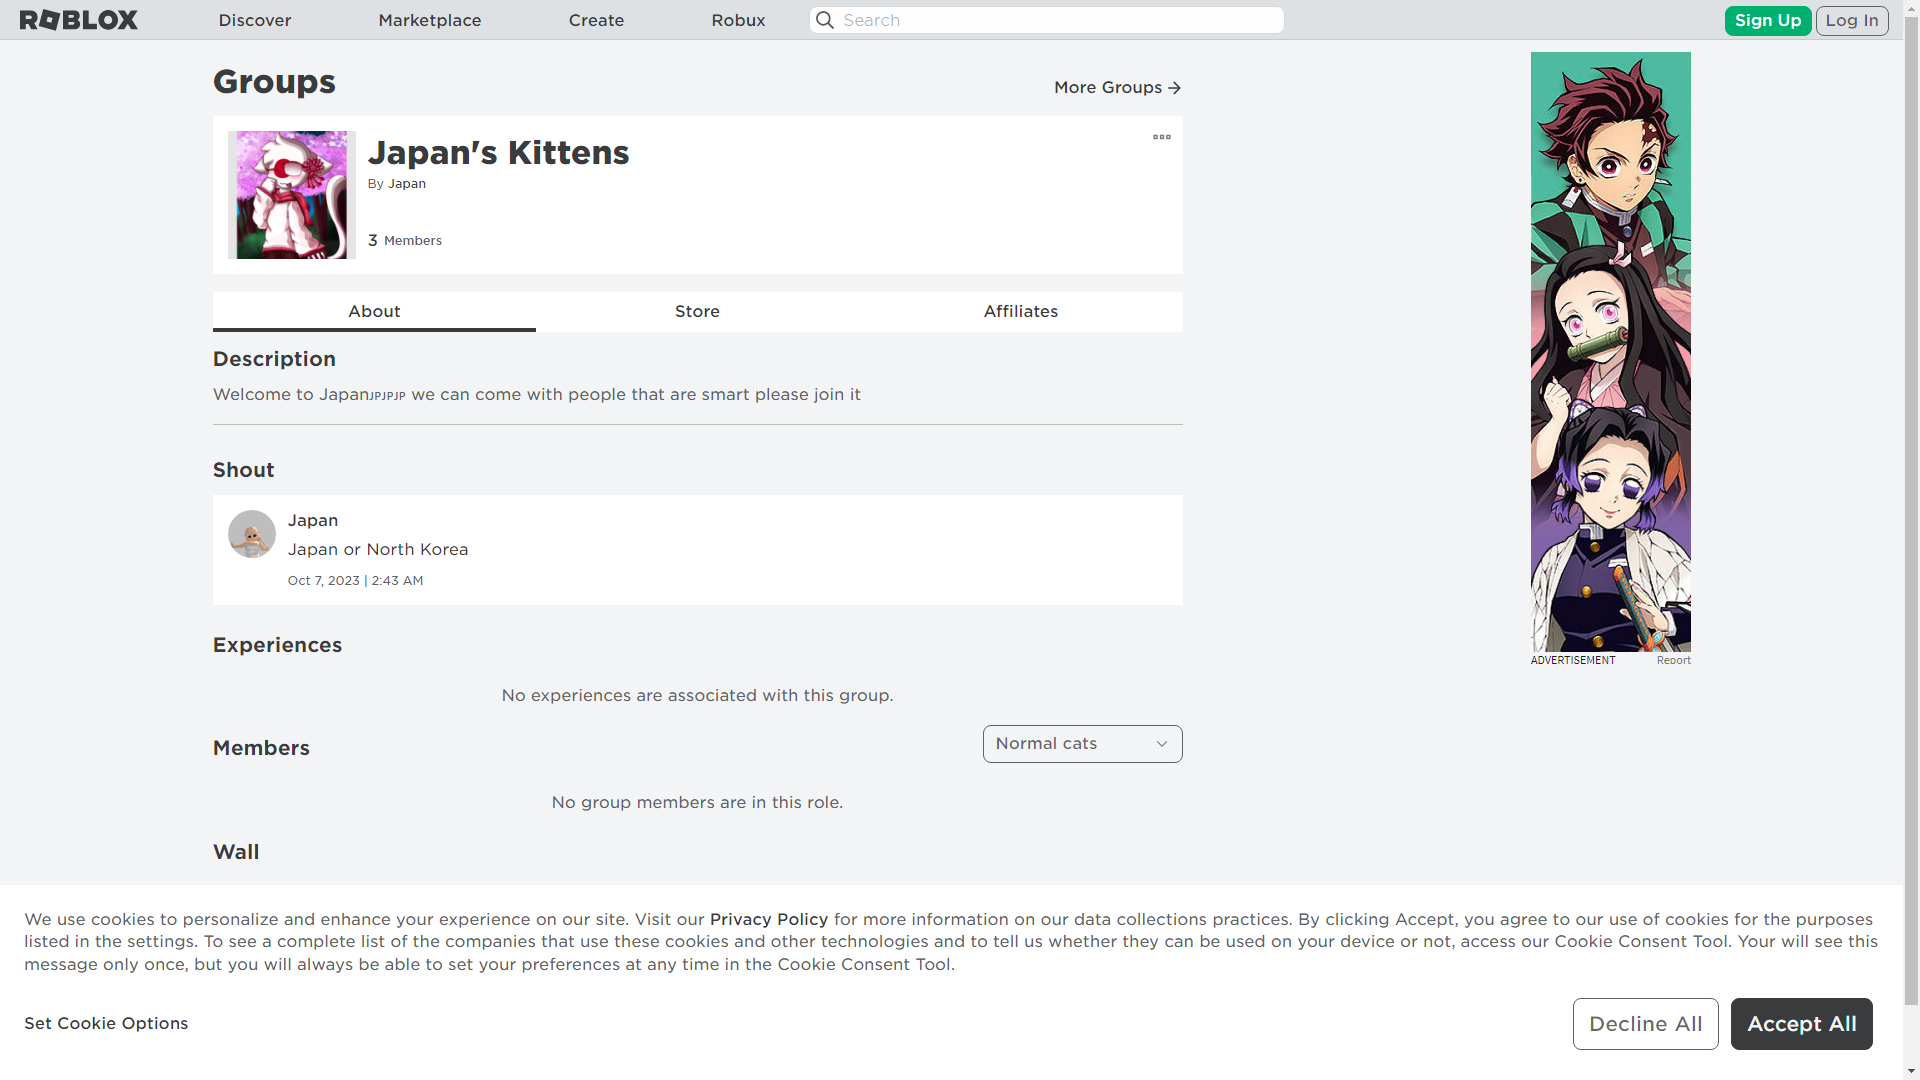 ROBLOX
Discover
Marketplace
Create
Robux
Search
Sign Up
Log In
Groups
More Groups
Japan's Kittens
By Japan
3 Members
About
Store
Affiliates
Description
Welcome to JapanJPJPJP we can come with people that are smart please join it
Shout
Japan
Japan or North Korea
Oct 7, 2023 | 2:43 AM
Experiences
No experiences are associated with this group.
Members
Normal cats
No group members are in this role.
Wall
ADVERTISEMENT
Report
We use cookies to personalize and enhance your experience on our site. Visit our Privacy Policy for more information on our data collections practices. By clicking Accept, you agree to our use of cookies for the purposes
listed in the settings. To see a complete list of the companies that use these cookies and other technologies and to tell us whether they can be used on your device or not, access our Cookie Consent Tool. Your will see this
message only once, but you will always be able to set your preferences at any time in the Cookie Consent Tool.
Set Cookie Options
Decline All
Accept All